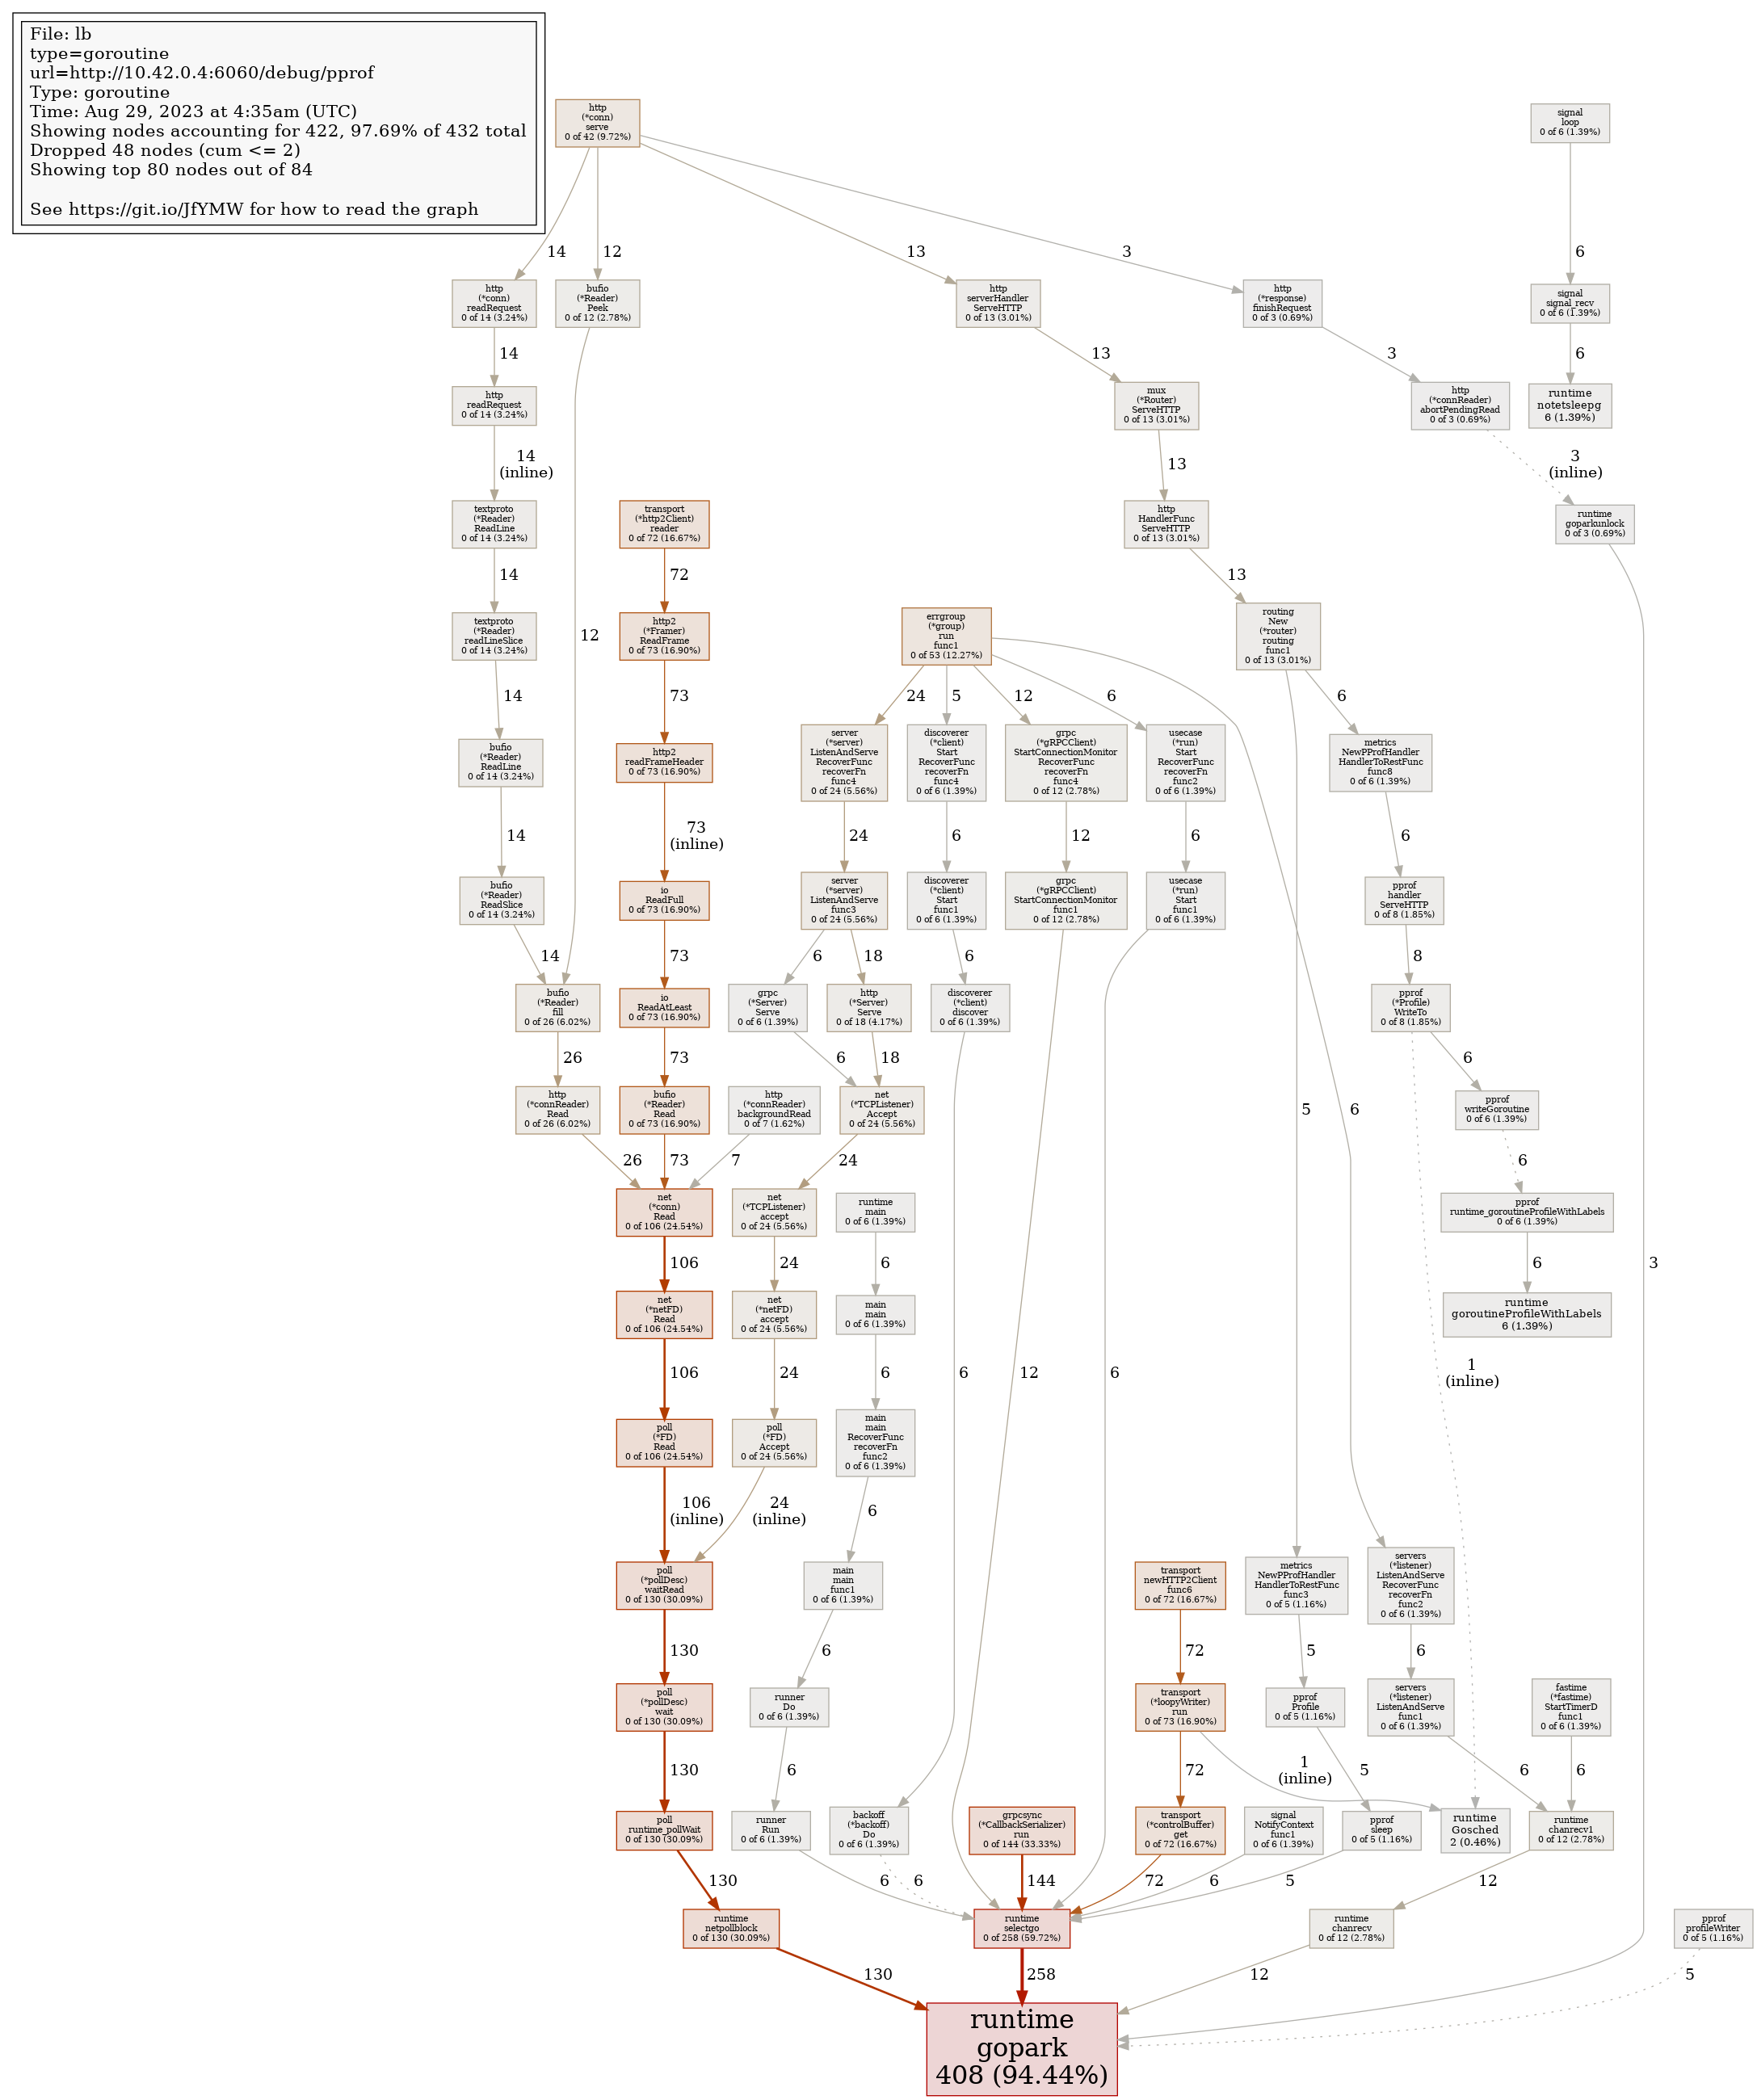 File: lb
type=goroutine
url=http://10.42.0.4:6060/debug/pprof
Type: goroutine
Time: Aug 29, 2023 at 4:35am (UTC)
Showing nodes accounting for 422, 97.69% of 432 total
Dropped 48 nodes (cum <= 2)
Showing top 80 nodes out of 84
See https://git.io/JfYMW for how to read the graph
http
(*conn)
serve
0 of 42 (9.72%)
signal
loop
0 of 6 (1.39%)
14
12
13
3
6
http
(*conn)
readRequest
0 of 14 (3.24%)
bufio
(*Reader)
Peek
0 of 12 (2.78%)
http
serverHandler
ServeHTTP
0 of 13 (3.01%)
http
(*response)
finishRequest
0 of 3 (0.69%)
signal
signal_recv
0 of 6 (1.39%)
14
13
3
6
http
readRequest
0 of 14 (3.24%)
mux
(*Router)
ServeHTTP
0 of 13 (3.01%)
http
(*connReader)
abortPendingRead
0 of 3 (0.69%)
runtime
notetsleepg
6 (1.39%)
14
(inline)
13
3
(inline)
textproto
(*Reader)
ReadLine
0 of 14 (3.24%)
transport
(*http2Client)
reader
0 of 72 (16.67%)
http
HandlerFunc
ServeHTTP
0 of 13 (3.01%)
runtime
goparkunlock
0 of 3 (0.69%)
14
72
13
textproto
(*Reader)
readLineSlice
0 of 14 (3.24%)
12
http2
(*Framer)
ReadFrame
0 of 73 (16.90%)
errgroup
(*group)
run
func1
0 of 53 (12.27%)
routing
New
(*router)
routing
func1
0 of 13 (3.01%)
14
73
24
5
12
6
6
bufio
(*Reader)
ReadLine
0 of 14 (3.24%)
http2
readFrameHeader
0 of 73 (16.90%)
server
(*server)
ListenAndServe
RecoverFunc
recoverFn
func4
0 of 24 (5.56%)
discoverer
(*client)
Start
RecoverFunc
recoverFn
func4
0 of 6 (1.39%)
grpc
(*gRPCClient)
StartConnectionMonitor
RecoverFunc
recoverFn
func4
0 of 12 (2.78%)
usecase
(*run)
Start
RecoverFunc
recoverFn
func2
0 of 6 (1.39%)
metrics
NewPProfHandler
HandlerToRestFunc
func8
0 of 6 (1.39%)
14
73
(inline)
24
6
12
6
6
bufio
(*Reader)
ReadSlice
0 of 14 (3.24%)
io
ReadFull
0 of 73 (16.90%)
server
(*server)
ListenAndServe
func3
0 of 24 (5.56%)
discoverer
(*client)
Start
func1
0 of 6 (1.39%)
grpc
(*gRPCClient)
StartConnectionMonitor
func1
0 of 12 (2.78%)
usecase
(*run)
Start
func1
0 of 6 (1.39%)
pprof
handler
ServeHTTP
0 of 8 (1.85%)
14
73
6
18
6
8
bufio
(*Reader)
fill
0 of 26 (6.02%)
io
ReadAtLeast
0 of 73 (16.90%)
grpc
(*Server)
Serve
0 of 6 (1.39%)
http
(*Server)
Serve
0 of 18 (4.17%)
discoverer
(*client)
discover
0 of 6 (1.39%)
pprof
(*Profile)
WriteTo
0 of 8 (1.85%)
26
73
6
18
6
http
(*connReader)
Read
0 of 26 (6.02%)
bufio
(*Reader)
Read
0 of 73 (16.90%)
http
(*connReader)
backgroundRead
0 of 7 (1.62%)
net
(*TCPListener)
Accept
0 of 24 (5.56%)
5
6
pprof
writeGoroutine
0 of 6 (1.39%)
26
73
7
24
6
net
(*conn)
Read
0 of 106 (24.54%)
net
(*TCPListener)
accept
0 of 24 (5.56%)
runtime
main
0 of 6 (1.39%)
pprof
runtime_goroutineProfileWithLabels
0 of 6 (1.39%)
106
24
6
6
3
net
(*netFD)
Read
0 of 106 (24.54%)
net
(*netFD)
accept
0 of 24 (5.56%)
main
main
0 of 6 (1.39%)
runtime
goroutineProfileWithLabels
6 (1.39%)
106
24
6
6
12
6
1
(inline)
poll
(*FD)
Read
0 of 106 (24.54%)
poll
(*FD)
Accept
0 of 24 (5.56%)
main
main
RecoverFunc
recoverFn
func2
0 of 6 (1.39%)
106
(inline)
24
(inline)
6
poll
(*pollDesc)
waitRead
0 of 130 (30.09%)
main
main
func1
0 of 6 (1.39%)
transport
newHTTP2Client
func6
0 of 72 (16.67%)
metrics
NewPProfHandler
HandlerToRestFunc
func3
0 of 5 (1.16%)
servers
(*listener)
ListenAndServe
RecoverFunc
recoverFn
func2
0 of 6 (1.39%)
130
6
72
5
6
poll
(*pollDesc)
wait
0 of 130 (30.09%)
runner
Do
0 of 6 (1.39%)
transport
(*loopyWriter)
run
0 of 73 (16.90%)
pprof
Profile
0 of 5 (1.16%)
servers
(*listener)
ListenAndServe
func1
0 of 6 (1.39%)
fastime
(*fastime)
StartTimerD
func1
0 of 6 (1.39%)
130
6
72
1
(inline)
5
6
6
poll
runtime_pollWait
0 of 130 (30.09%)
runner
Run
0 of 6 (1.39%)
backoff
(*backoff)
Do
0 of 6 (1.39%)
grpcsync
(*CallbackSerializer)
run
0 of 144 (33.33%)
transport
(*controlBuffer)
get
0 of 72 (16.67%)
signal
NotifyContext
func1
0 of 6 (1.39%)
pprof
sleep
0 of 5 (1.16%)
runtime
Gosched
2 (0.46%)
runtime
chanrecv1
0 of 12 (2.78%)
130
6
6
144
72
6
5
12
runtime
netpollblock
0 of 130 (30.09%)
runtime
selectgo
0 of 258 (59.72%)
runtime
chanrecv
0 of 12 (2.78%)
pprof
profileWriter
0 of 5 (1.16%)
130
258
12
5
runtime
gopark
408 (94.44%)